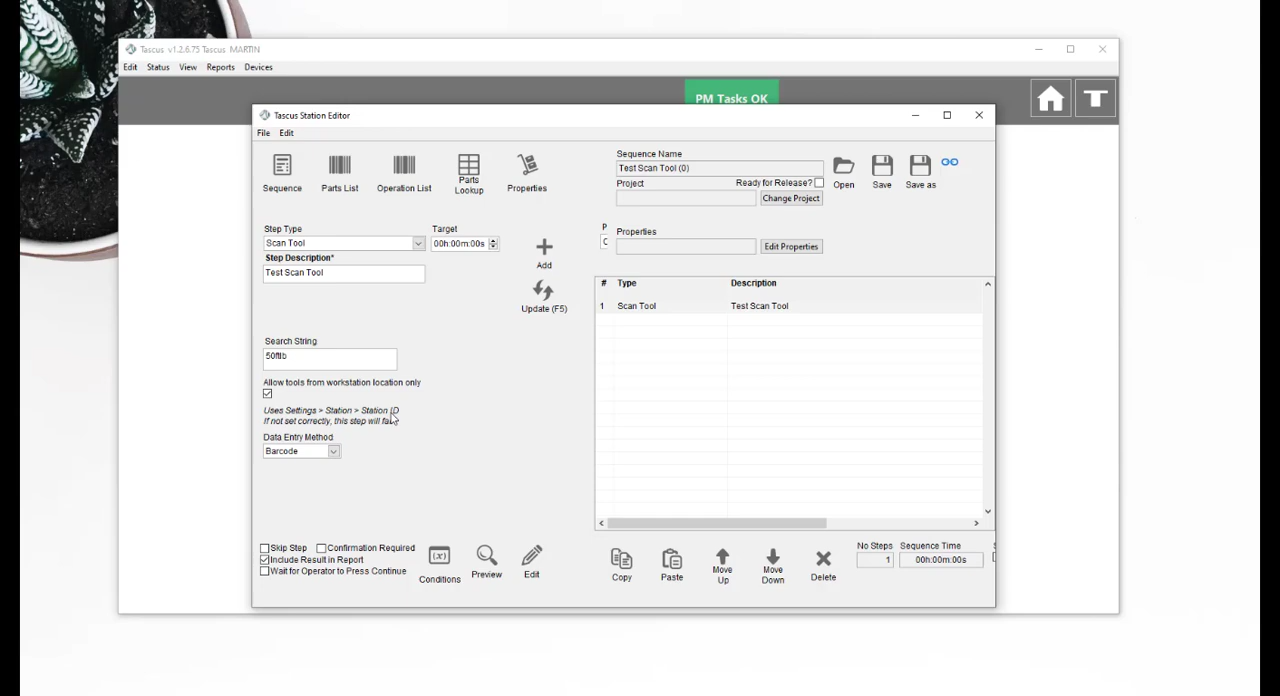 Tascus v1.2.6.75 Tascus MARTIN
Edit Status View Reports Devices
PM Tasks OK
Tascus Station Editor
File Edit
Sequence
Parts List
Operation List
Parts Lookup
Properties
Sequence Name
Test Scan Tool (0)
Project
Ready for Release?
Change Project
Open
Save
Save as
Step Type
Scan Tool
Target
00h:00m:00s
Step Description*
Test Scan Tool
Add
Update (F5)
P
C
Properties
Edit Properties
# Type Description
1 Scan Tool Test Scan Tool
Search String
50ftlb
Allow tools from workstation location only
Uses Settings > Station > Station ID
If not set correctly, this step will fail
Data Entry Method
Barcode
Skip Step Confirmation Required
Include Result in Report
Wait for Operator to Press Continue
(x)
Conditions
Preview
Edit
Copy
Paste
Move Up
Move Down
Delete
No Steps
1
Sequence Time
00h:00m:00s